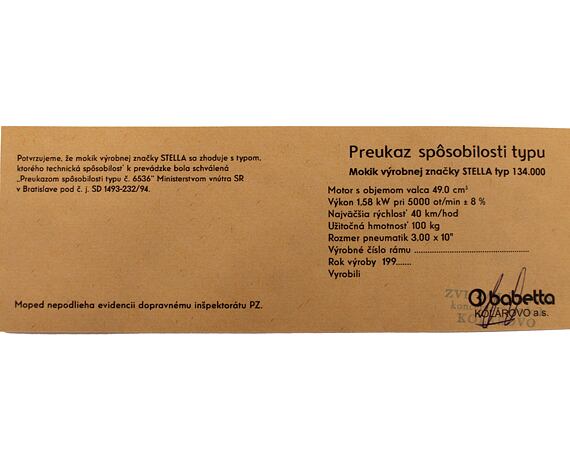 Potvrzujeme, že mokik výrobnej značky STELLA sa zhoduje s typom,
ktorého technická spôsobilosť k prevádzke bola schválená
„Preukazom spôsobilosti typu č. 6536" Ministerstvom vnútra SR
v Bratislave pod č. j. SD 1493-232/94.
Moped nepodlieha evidencii dopravnému inšpektorátu PZ.
Preukaz spôsobilosti typu
Mokik výrobnej značky STELLA typ 134.000
Motor s objemom valca 49.0 cm³
Výkon 1,58 kW pri 5000 ot/min ± 8 %
Najväčšia rýchlosť 40 km/hod
Užitočná hmotnosť 100 kg
Rozmer pneumatik 3,00 x 10"
Výrobné číslo rámu ..........................................
Rok výroby 199......
Vyrobili
babetta
KOLÁROVO a.s.